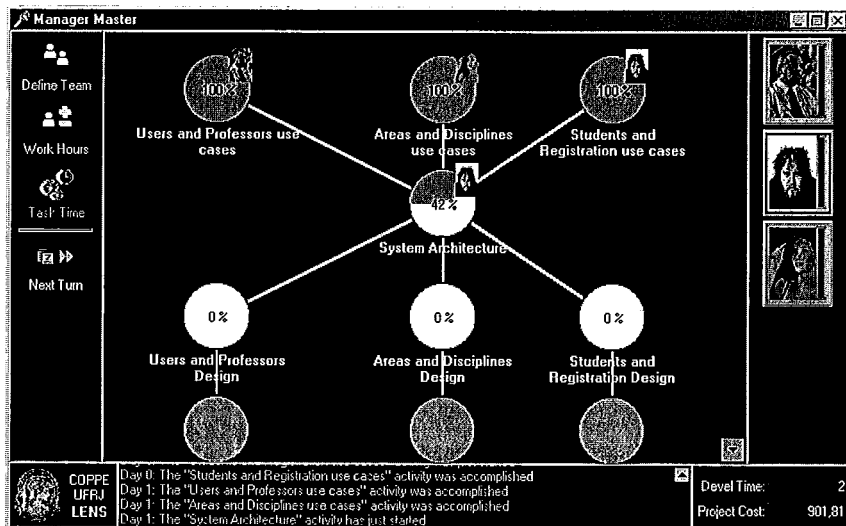 Manager Master
Define Team
Work Hours
Task Time
Next Turn
100 %
100 %
100 %
Users and Professors use
cases
Areas and Disciplines
use cases
Students and
Registration use cases
42 %
System Architecture
0 %
0 %
0 %
Users and Professors
Design
Areas and Disciplines
Design
Students and
Registration Design
COPPE
UFRJ
LENS
Day 0: The "Students and Registration use cases" activity was accomplished
Day 1: The "Users and Professors use cases" activity was accomplished
Day 1: The "Areas and Disciplines use cases" activity was accomplished
Day 1: The "System Architecture" activity has just started
Devel Time: 2
Project Cost: 901,81